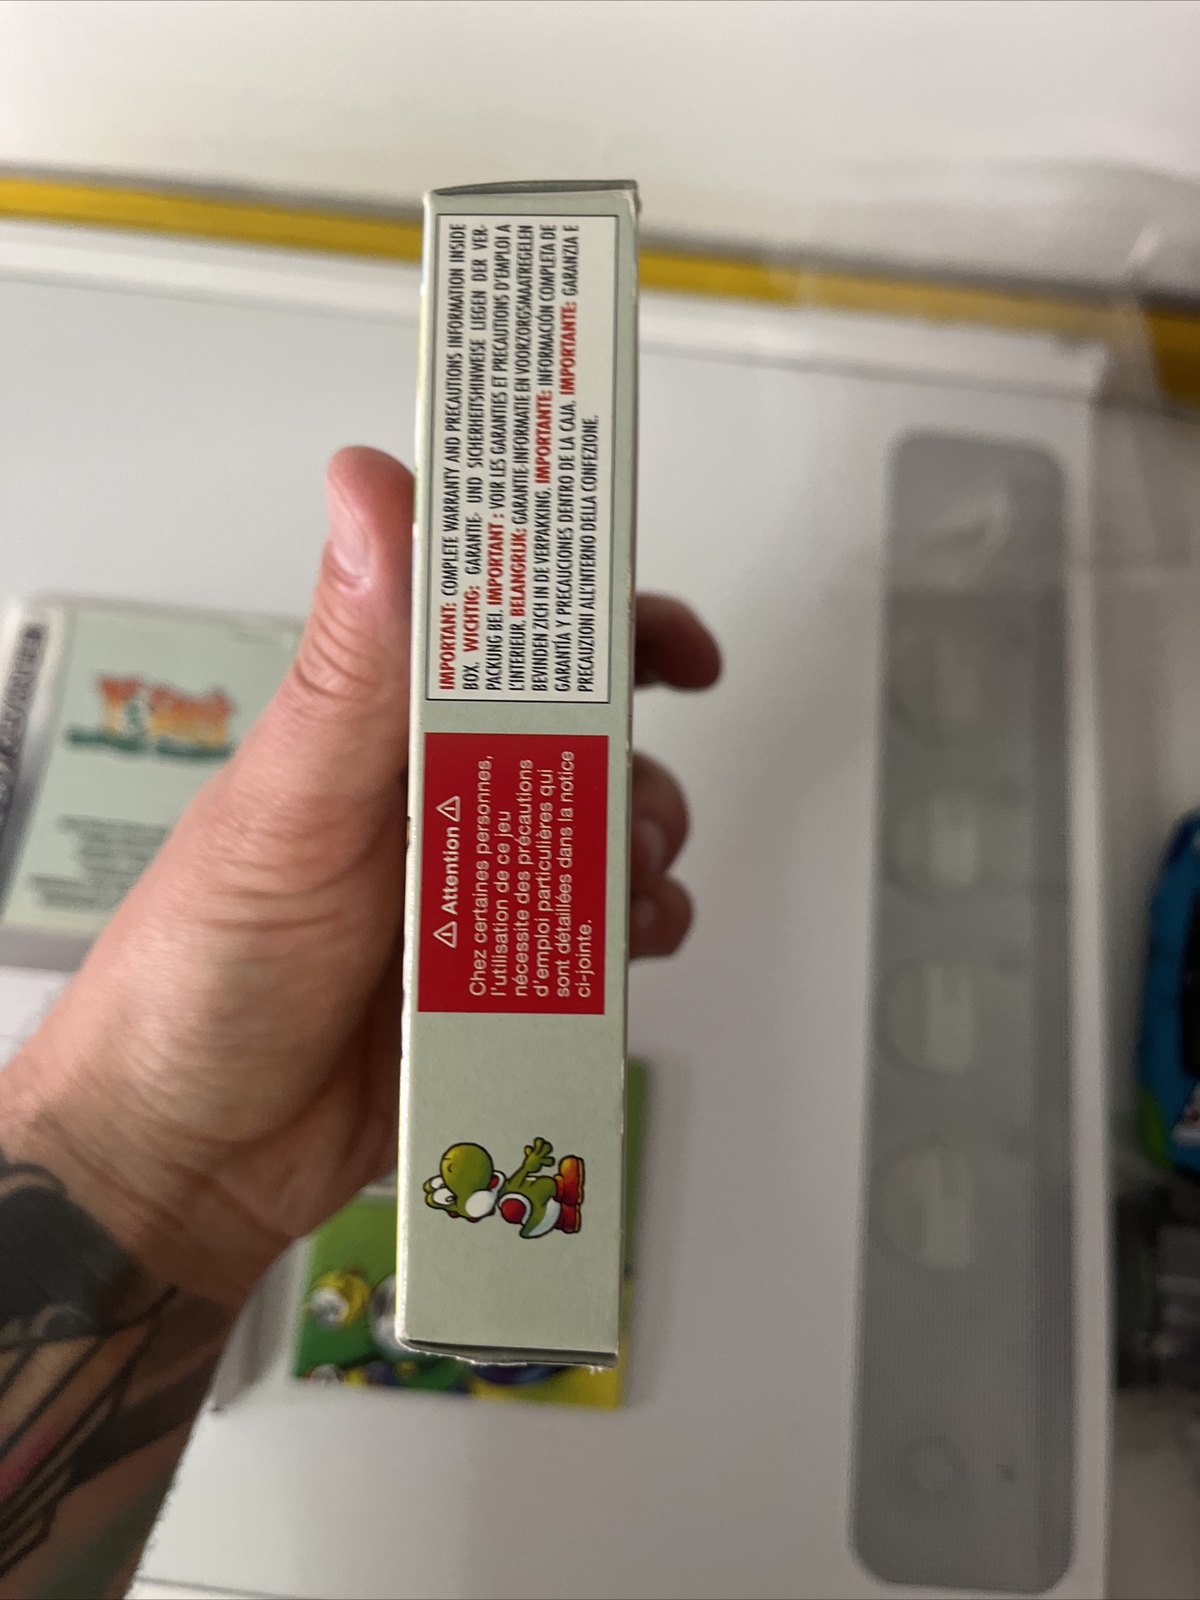 IMPORTANT: COMPLETE WARRANTY AND PRECAUTIONS INFORMATION INSIDE
BOX. WICHTIG: GARANTIE- UND SICHERHEITSHINWEISE LIEGEN DER VER-
PACKUNG BEI. IMPORTANT : VOIR LES GARANTIES ET PRECAUTIONS D'EMPLOI A
L'INTERIEUR. BELANGRIJK: GARANTIE-INFORMATIE EN VOORZORGSMAATREGELEN
BEVINDEN ZICH IN DE VERPAKKING. IMPORTANTE: INFORMACIÓN COMPLETA DE
GARANTÍA Y PRECAUCIONES DENTRO DE LA CAJA. IMPORTANTE: GARANZIA E
PRECAUZIONI ALL'INTERNO DELLA CONFEZIONE.
⚠ Attention ⚠
Chez certaines personnes,
l'utilisation de ce jeu
nécessite des précautions
d'emploi particulières qui
sont détaillées dans la notice
ci-jointe.